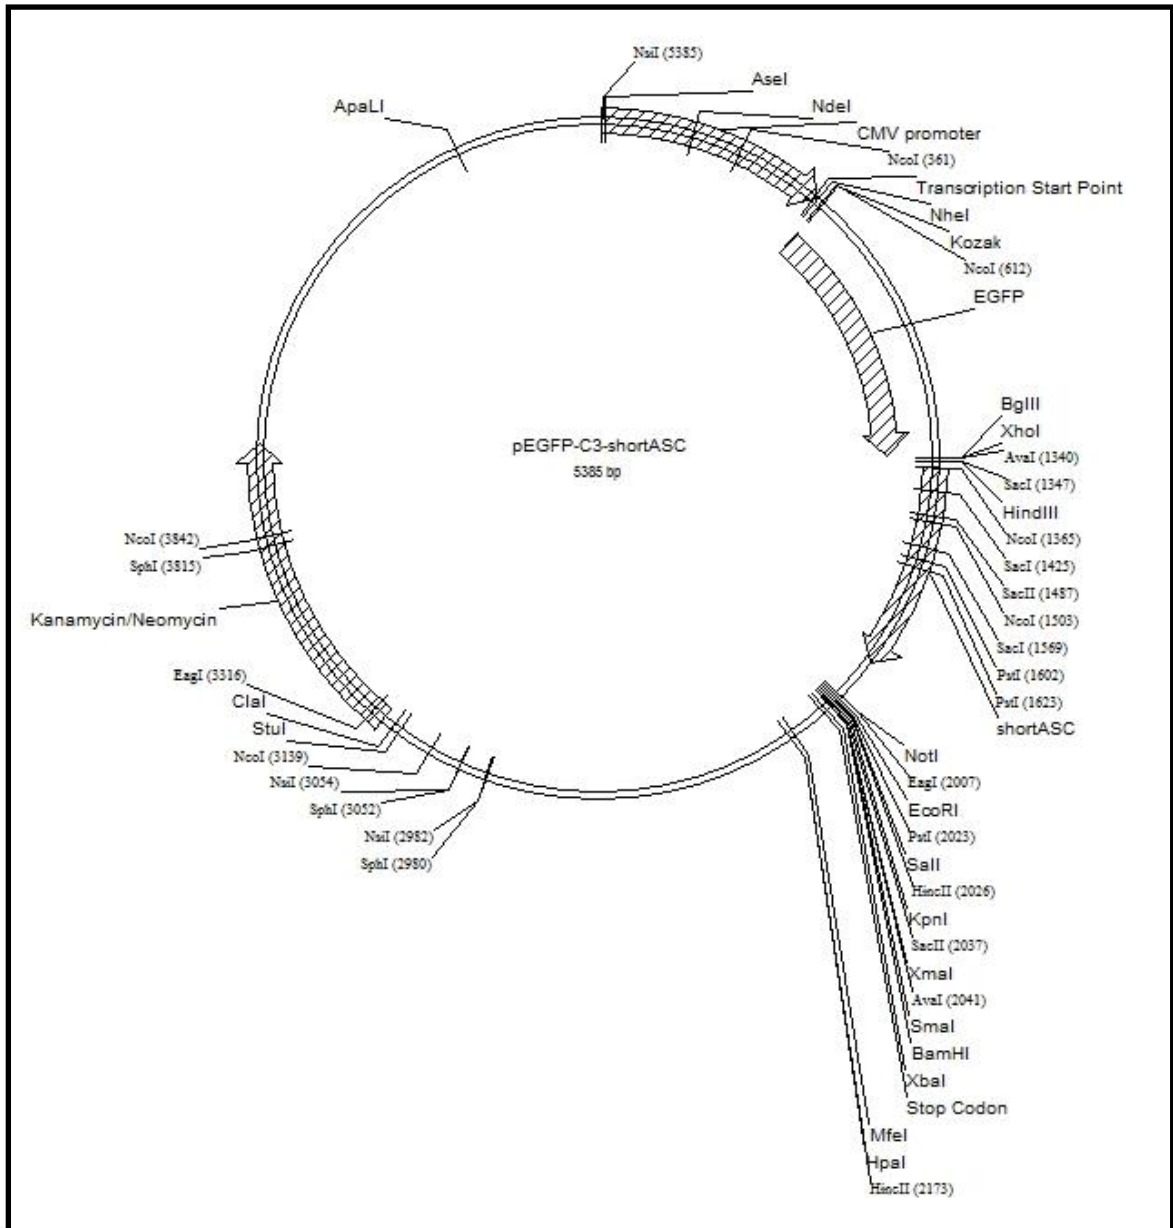 NsiI (5385)
AseI
ApaLI
NdeI
CMV promoter
NcoI (361)
Transcription Start Point
NheI
Kozak
NcoI (612)
EGFP
BglII
XhoI
AvaI (1340)
SacI (1347)
HindIII
NcoI (1365)
SacI (1425)
SacII (1487)
NcoI (1503)
SacI (1569)
PstI (1602)
PstI (1623)
shortASC
pEGFP-C3-shortASC
5385 bp
NcoI (3842)
SphI (3815)
Kanamycin/Neomycin
EagI (3316)
ClaI
StuI
NcoI (3139)
NsiI (3054)
SphI (3052)
NsiI (2982)
SphI (2980)
NotI
EagI (2007)
EcoRI
PstI (2023)
SalI
HincII (2026)
KpnI
SacII (2037)
XmaI
AvaI (2041)
SmaI
BamHI
XbaI
Stop Codon
MfeI
HpaI
HincII (2173)